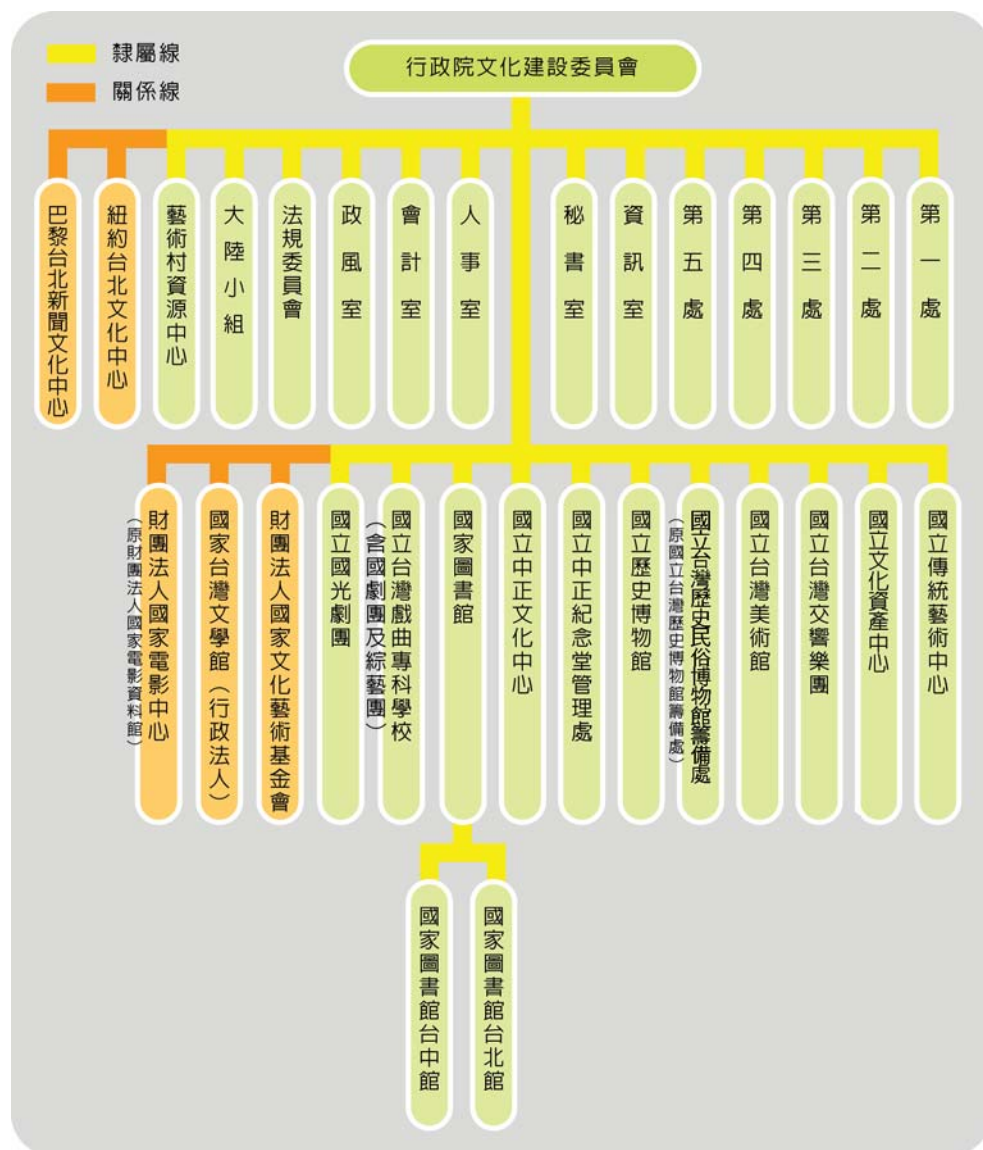 隸屬線
關係線
行政院文化建設委員會
第一處
第二處
第三處
第四處
第五處
資訊室
秘書室
人事室
會計室
政風室
法規委員會
大陸小組
藝術村資源中心
紐約台北文化中心
巴黎台北新聞文化中心
國立傳統藝術中心
國立文化資產中心
國立台灣交響樂團
國立台灣美術館
國立台灣歷史民俗博物館籌備處
（原國立台灣歷史博物館籌備處）
國立歷史博物館
國立中正紀念堂管理處
國立中正文化中心
國家圖書館
國立台灣戲曲專科學校
（含國劇團及綜藝團）
國立國光劇團
財團法人國家文化藝術基金會
國家台灣文學館（行政法人）
財團法人國家電影中心
（原財團法人國家電影資料館）
國家圖書館台北館
國家圖書館台中館